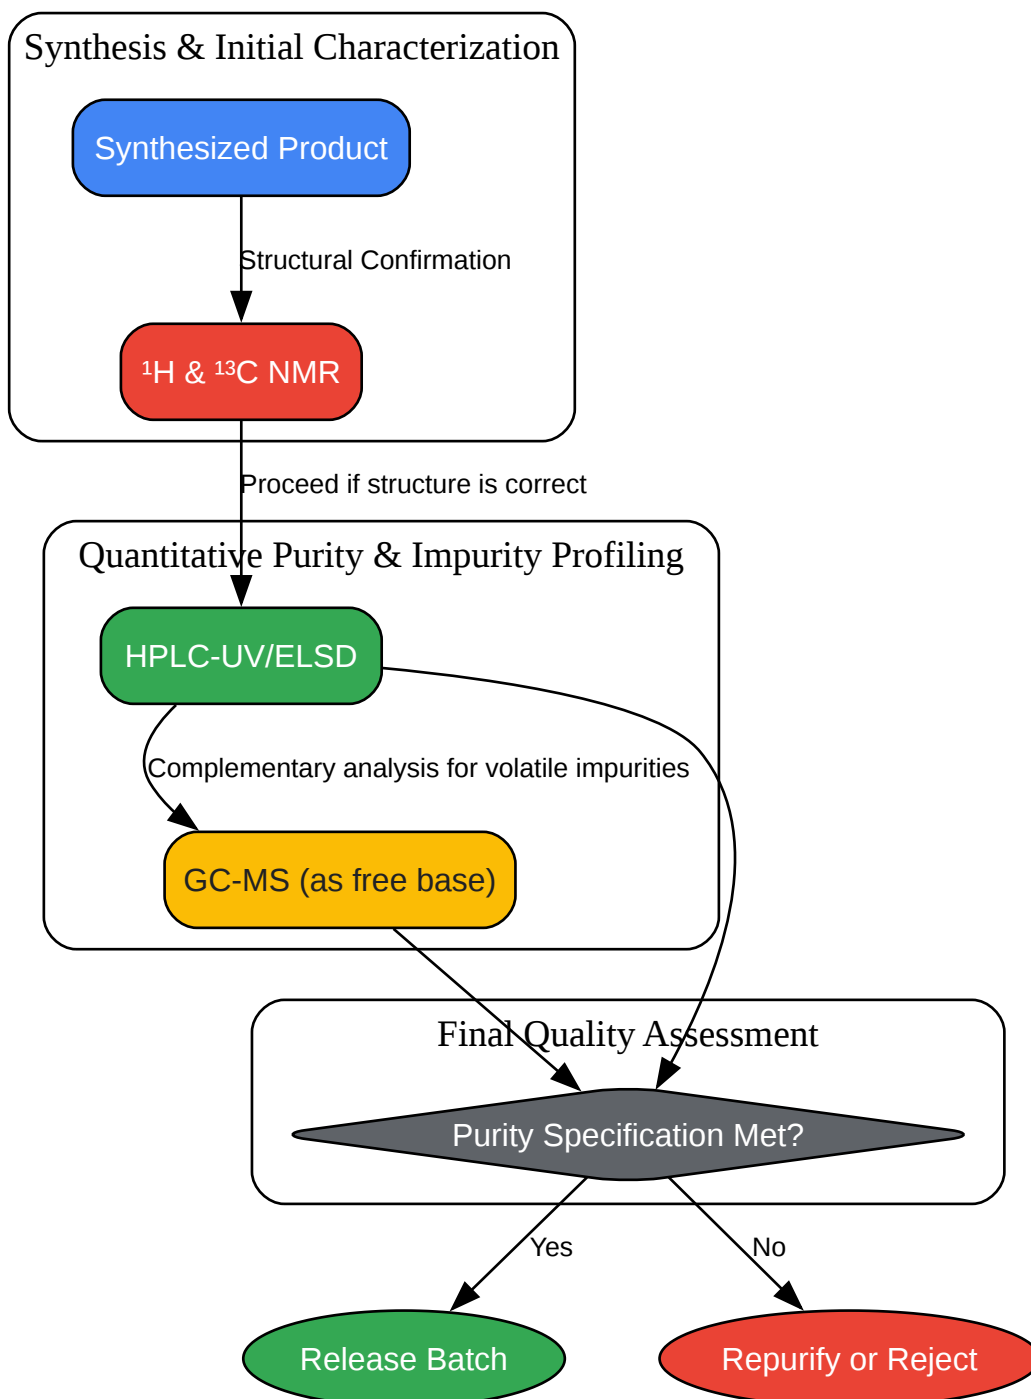 Synthesis & Initial Characterization
Synthesized Product
Structural Confirmation
¹H & ¹³C NMR
Proceed if structure is correct
Quantitative Purity & Impurity Profiling
HPLC-UV/ELSD
Complementary analysis for volatile impurities
GC-MS (as free base)
Final Quality Assessment
Purity Specification Met?
Yes
No
Release Batch
Repurify or Reject